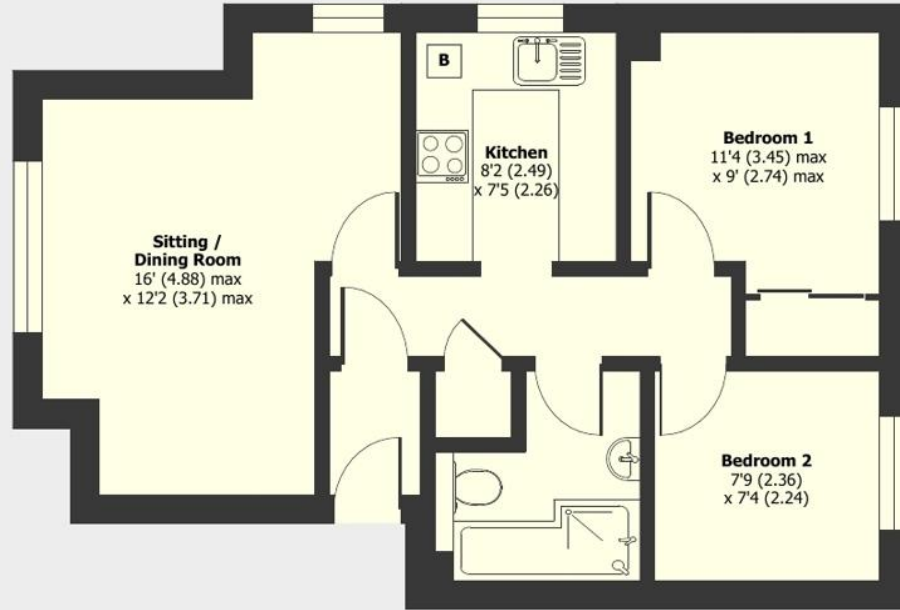 B
Kitchen
8'2 (2.49)
x 7'5 (2.26)
Bedroom 1
11'4 (3.45) max
x 9' (2.74) max
Sitting /
Dining Room
16' (4.88) max
x 12'2 (3.71) max
Bedroom 2
7'9 (2.36)
x 7'4 (2.24)